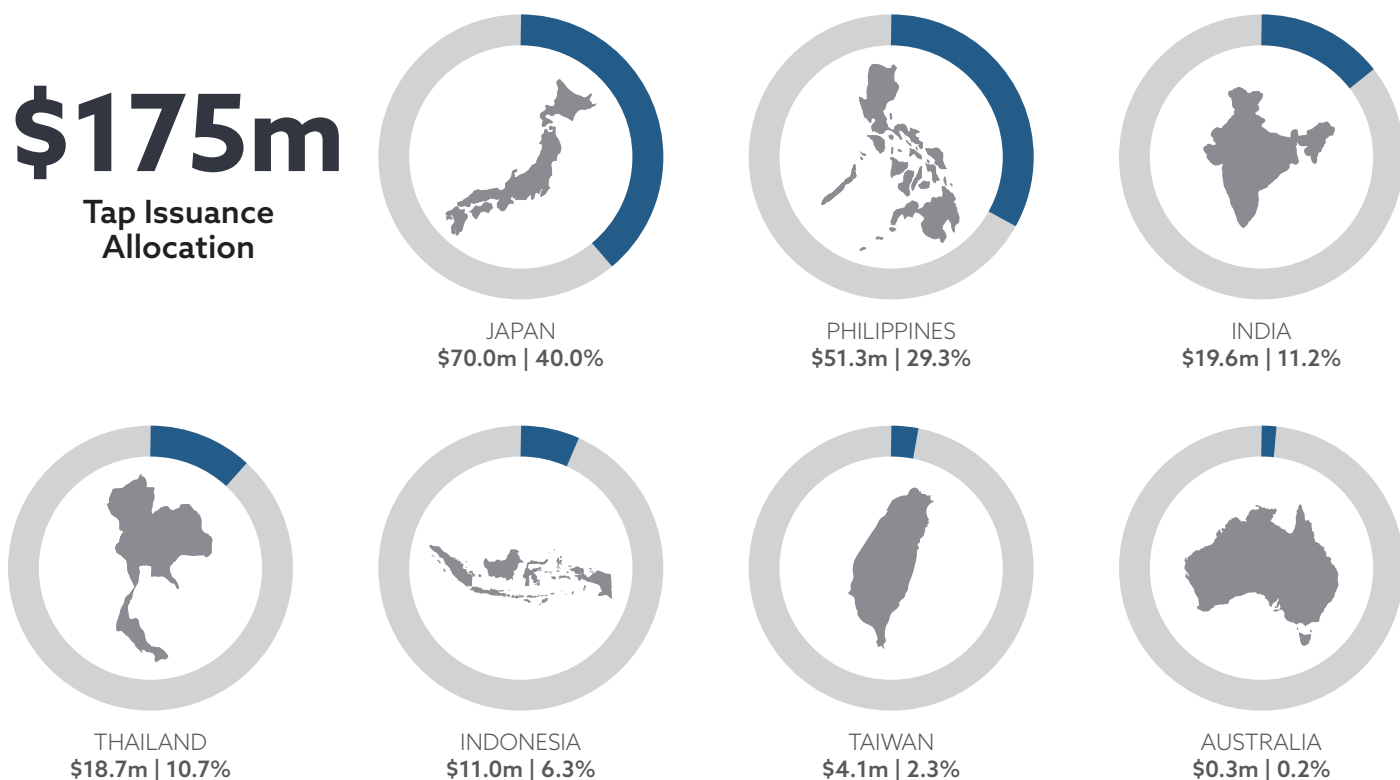 $175m
Tap Issuance
Allocation
JAPAN
$70.0m | 40.0%
PHILIPPINES
$51.3m | 29.3%
INDIA
$19.6m | 11.2%
THAILAND
$18.7m | 10.7%
INDONESIA
$11.0m | 6.3%
TAIWAN
$4.1m | 2.3%
AUSTRALIA
$0.3m | 0.2%